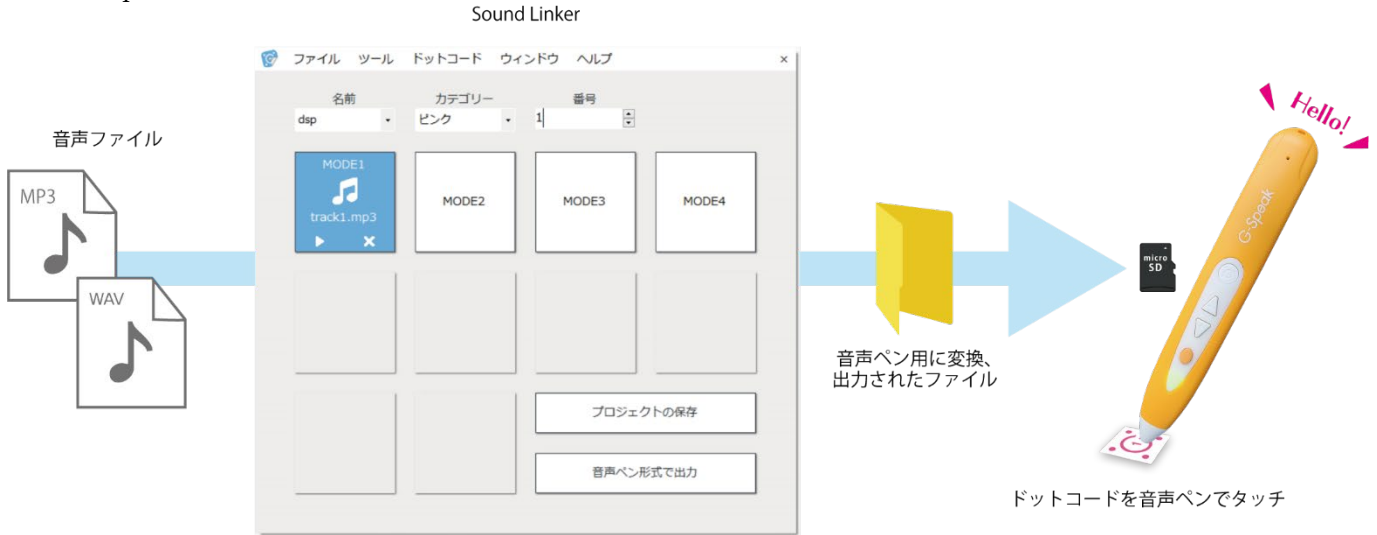 Sound Linker
ファイル ツール ドットコード ウィンドウ ヘルプ ×
名前 カテゴリー 番号
dsp ピンク 1
音声ファイル
MP3
WAV
MODE1
track1.mp3
MODE2
MODE3
MODE4
プロジェクトの保存
音声ペン形式で出力
音声ペン用に変換、
出力されたファイル
micro
SD
Hello!
G-Speak
ドットコードを音声ペンでタッチ